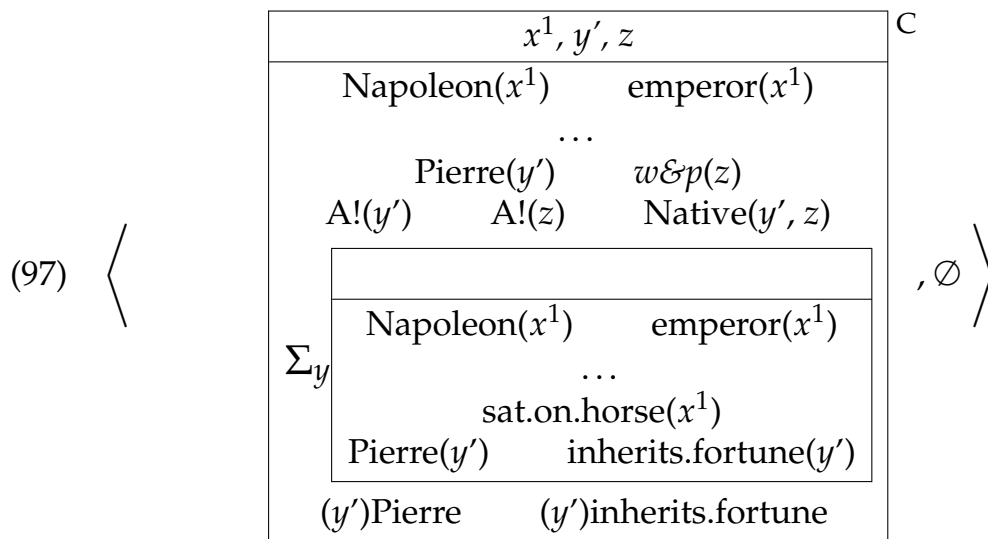 x¹, y′, z
C
Napoleon(x¹) emperor(x¹)
…
Pierre(y′) w&p(z)
A!(y′) A!(z) Native(y′, z)
(97) ⟨ , ∅ ⟩
Napoleon(x¹) emperor(x¹)
Σy
…
sat.on.horse(x¹)
Pierre(y′) inherits.fortune(y′)
(y′)Pierre (y′)inherits.fortune